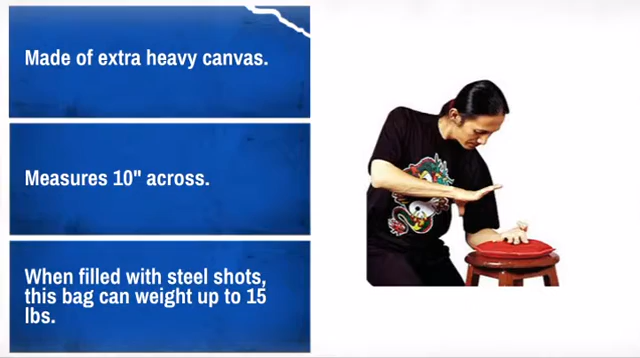 Made of extra heavy canvas.
Measures 10" across.
When filled with steel shots,
this bag can weight up to 15
lbs.